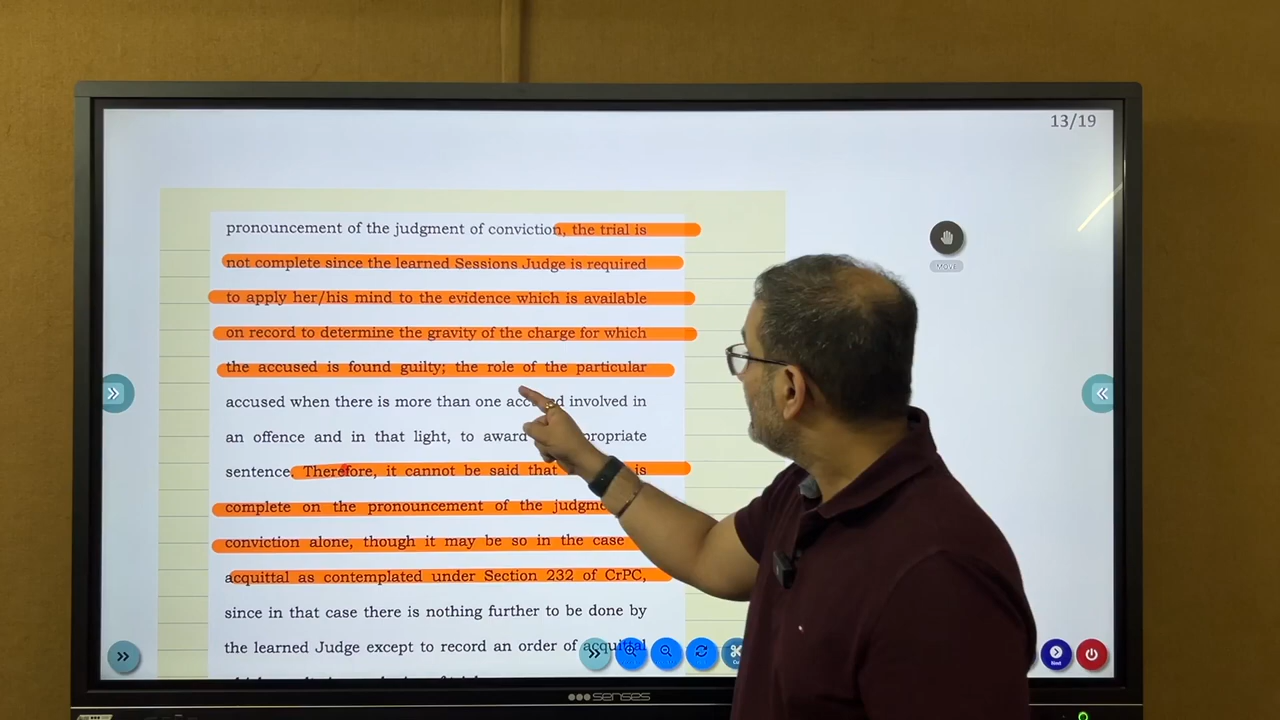 13/19
pronouncement of the judgment of conviction, the trial is
not complete since the learned Sessions Judge is required
to apply her/his mind to the evidence which is available
on record to determine the gravity of the charge for which
the accused is found guilty; the role of the particular
accused when there is more than one involved in
an offence and in that light, to award
sentence. Therefore, it cannot be said that is
complete on the pronouncement of the
conviction alone, though it may be so in the case
acquittal as contemplated under Section 232 of CrPC,
since in that case there is nothing further to be done by
the learned Judge except to record an order of acquittal
MOVE
Next
senses